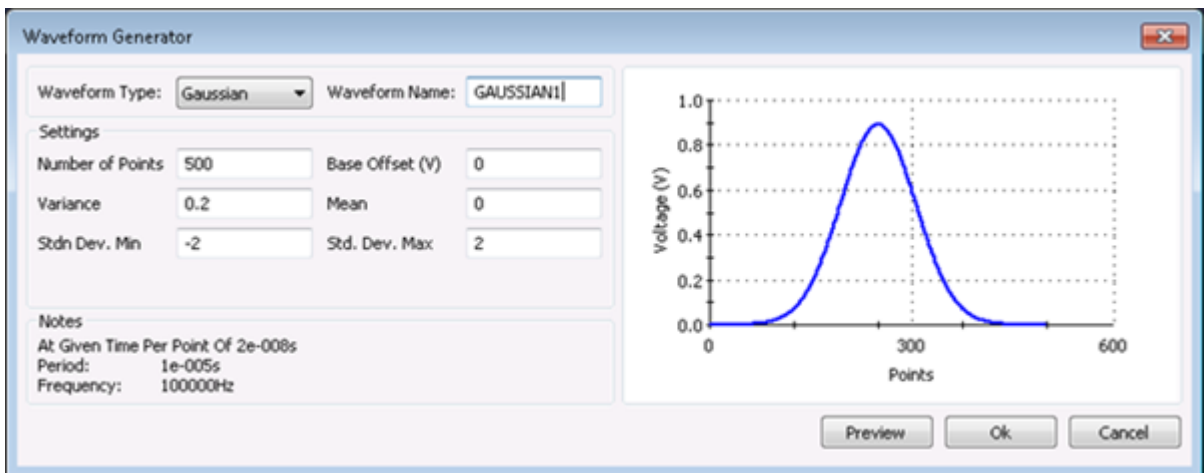 Waveform Generator
Waveform Type: Gaussian Waveform Name: GAUSSIAN1
Settings
Number of Points 500 Base Offset (V) 0
Variance 0.2 Mean 0
Stdn Dev. Min -2 Std. Dev. Max 2
Notes
At Given Time Per Point Of 2e-008s
Period: 1e-005s
Frequency: 100000Hz
Voltage (V)
1.0
0.8
0.6
0.4
0.2
0.0
0 300 600
Points
Preview Ok Cancel